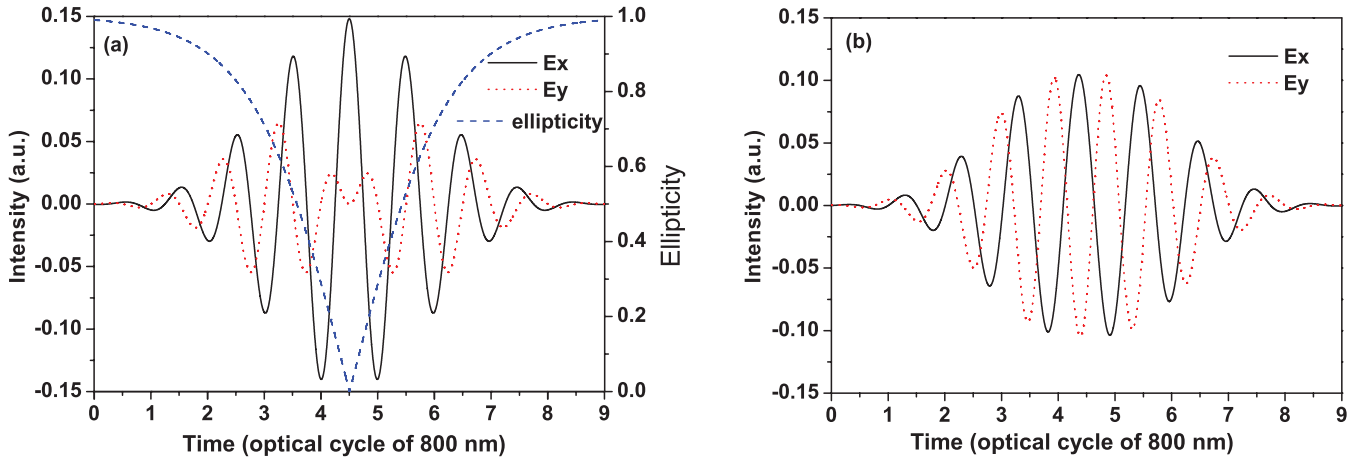 (a)
Ex
Ey
ellipticity
0.15
0.10
0.05
0.00
-0.05
-0.10
-0.15
Intensity (a.u.)
1.0
0.8
0.6
0.4
0.2
0.0
Ellipticity
0 1 2 3 4 5 6 7 8 9
Time (optical cycle of 800 nm)
(b)
Ex
Ey
0.15
0.10
0.05
0.00
-0.05
-0.10
-0.15
Intensity (a.u.)
0 1 2 3 4 5 6 7 8 9
Time (optical cycle of 800 nm)